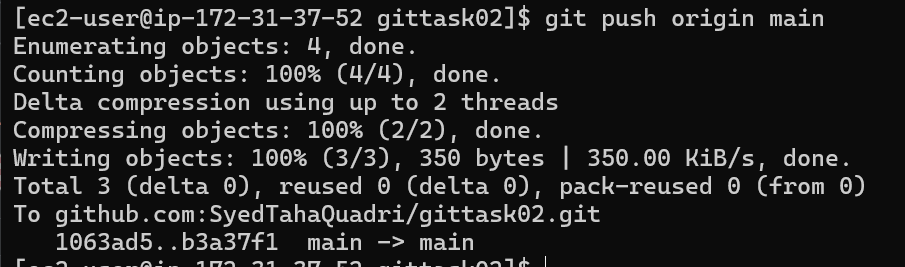 [ec2-user@ip-172-31-37-52 gittask02]$ git push origin main
Enumerating objects: 4, done.
Counting objects: 100% (4/4), done.
Delta compression using up to 2 threads
Compressing objects: 100% (2/2), done.
Writing objects: 100% (3/3), 350 bytes | 350.00 KiB/s, done.
Total 3 (delta 0), reused 0 (delta 0), pack-reused 0 (from 0)
To github.com:SyedTahaQuadri/gittask02.git
   1063ad5..b3a37f1  main -> main
[ec2-user@ip-172-31-37-52 gittask02]$